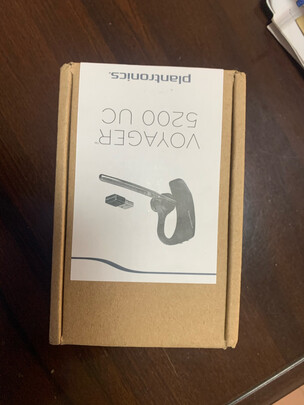 plantronics.
VOYAGER™
5200 UC